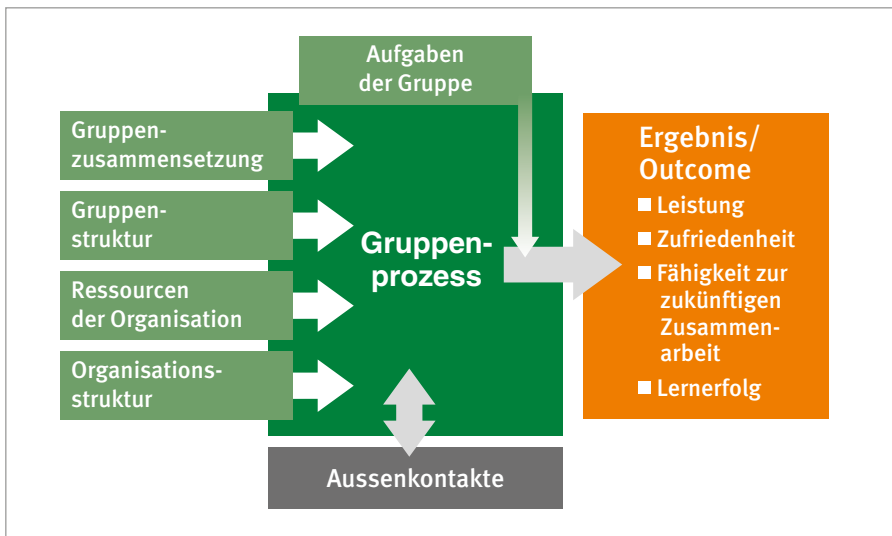 Aufgaben
der Gruppe
Gruppen-
zusammensetzung
Gruppen-
struktur
Ressourcen
der Organisation
Organisations-
struktur
Gruppen-
prozess
Aussenkontakte
Ergebnis/
Outcome
Leistung
Zufriedenheit
Fähigkeit zur
zukünftigen
Zusammen-
arbeit
Lernerfolg